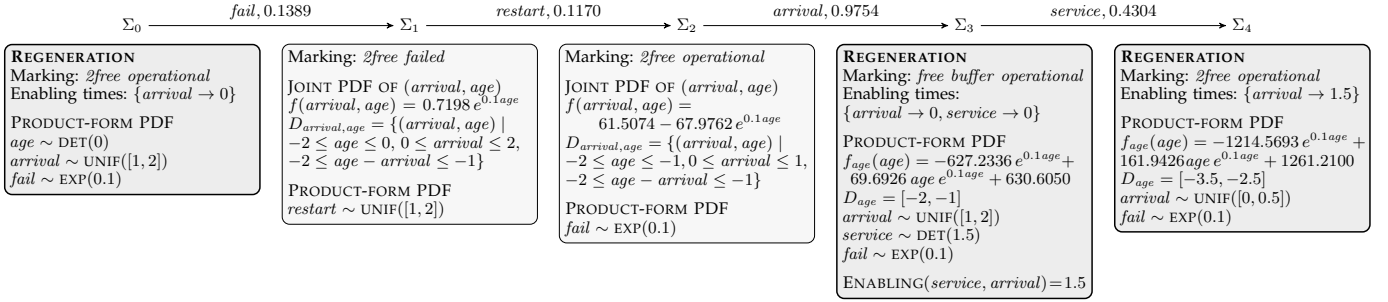 fail, 0.1389
restart, 0.1170
arrival, 0.9754
service, 0.4304
Σ₀
Σ₁
Σ₂
Σ₃
Σ₄
REGENERATION
Marking: 2free operational
Enabling times: {arrival → 0}
PRODUCT-FORM PDF
age ~ DET(0)
arrival ~ UNIF([1, 2])
fail ~ EXP(0.1)
Marking: 2free failed
JOINT PDF OF (arrival, age)
f(arrival, age) = 0.7198 e^{0.1age}
D_{arrival,age} = {(arrival, age) |
−2 ≤ age ≤ 0, 0 ≤ arrival ≤ 2,
−2 ≤ age − arrival ≤ −1}
PRODUCT-FORM PDF
restart ~ UNIF([1, 2])
Marking: 2free operational
JOINT PDF OF (arrival, age)
f(arrival, age) =
61.5074 − 67.9762 e^{0.1age}
D_{arrival,age} = {(arrival, age) |
−2 ≤ age ≤ −1, 0 ≤ arrival ≤ 1,
−2 ≤ age − arrival ≤ −1}
PRODUCT-FORM PDF
fail ~ EXP(0.1)
REGENERATION
Marking: free buffer operational
Enabling times:
{arrival → 0, service → 0}
PRODUCT-FORM PDF
f_{age}(age) = −627.2336 e^{0.1age} +
69.6926 age e^{0.1age} + 630.6050
D_{age} = [−2, −1]
arrival ~ UNIF([1, 2])
service ~ DET(1.5)
fail ~ EXP(0.1)
ENABLING(service, arrival) = 1.5
REGENERATION
Marking: 2free operational
Enabling times: {arrival → 1.5}
PRODUCT-FORM PDF
f_{age}(age) = −1214.5693 e^{0.1age} +
161.9426age e^{0.1age} + 1261.2100
D_{age} = [−3.5, −2.5]
arrival ~ UNIF([0, 0.5])
fail ~ EXP(0.1)